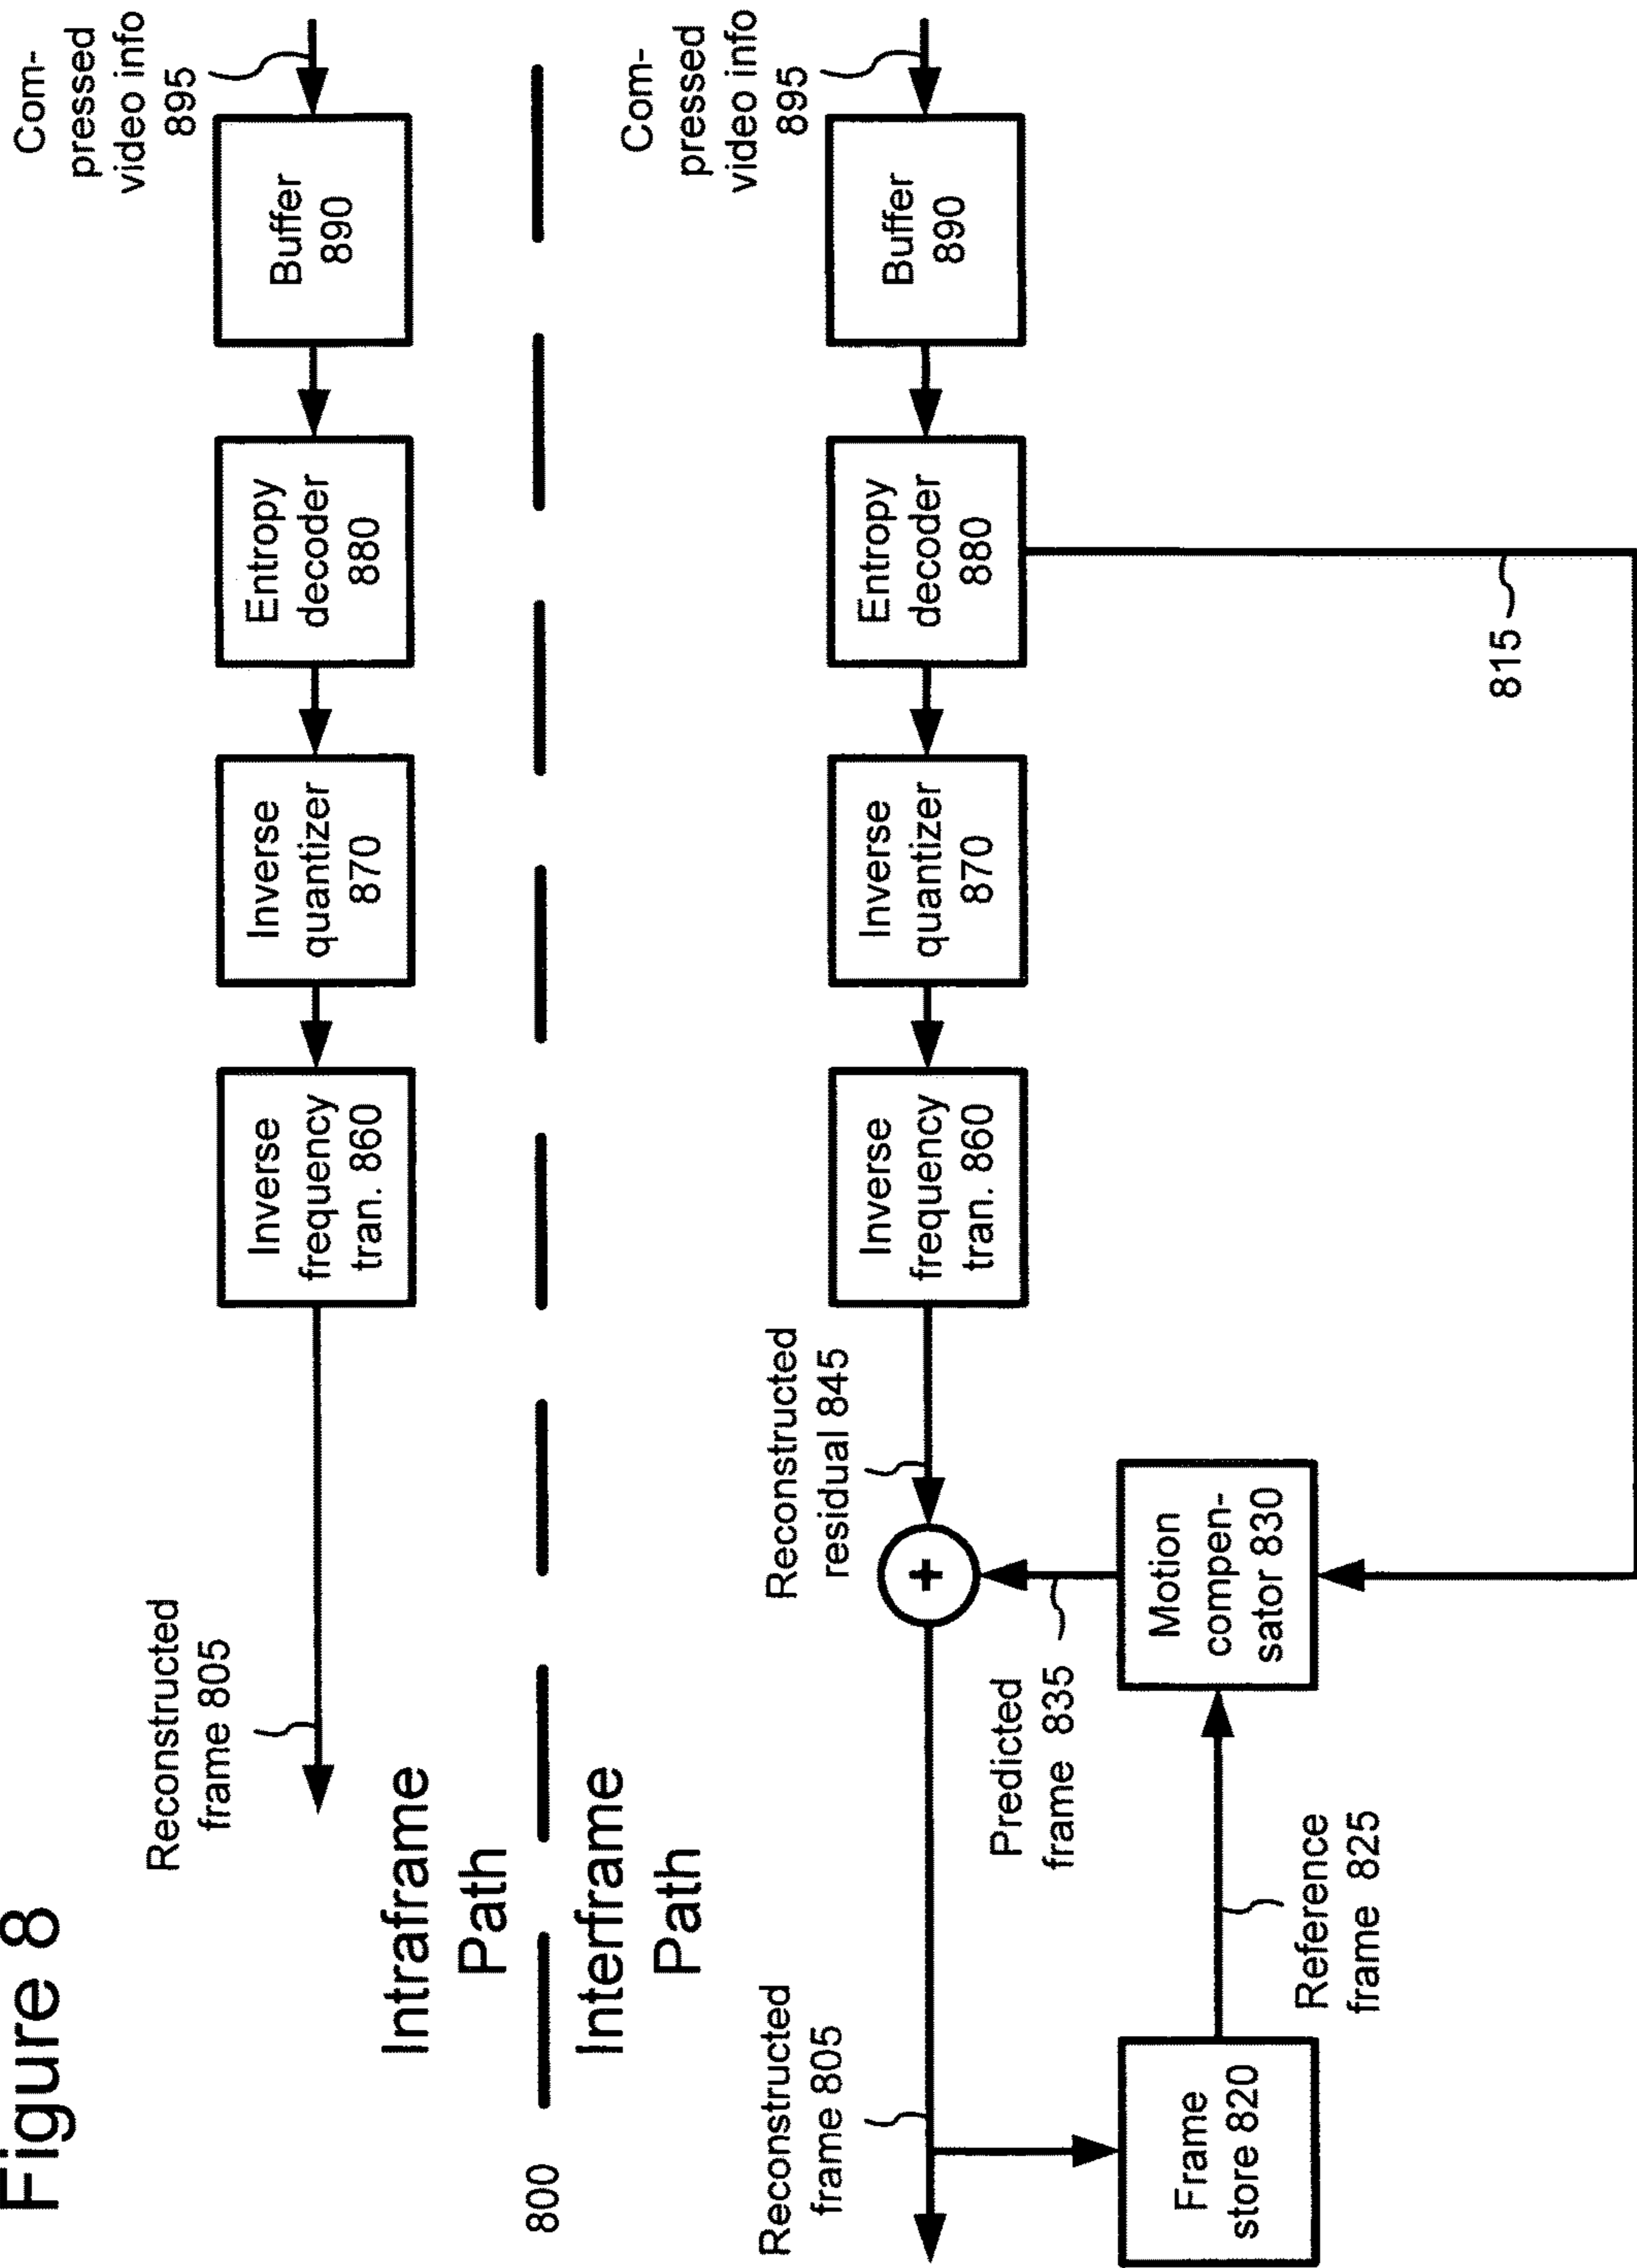 Figure 8
Reconstructed
frame 805
Inverse
frequency
tran. 860
Inverse
quantizer
870
Entropy
decoder
880
Buffer
890
Com-
pressed
video info
895
Intraframe
Path
800
Interframe
Path
Reconstructed
frame 805
Reconstructed
residual 845
+
Inverse
frequency
tran. 860
Inverse
quantizer
870
Entropy
decoder
880
Buffer
890
Com-
pressed
video info
895
Predicted
frame 835
Frame
store 820
Reference
frame 825
Motion
compen-
sator 830
815